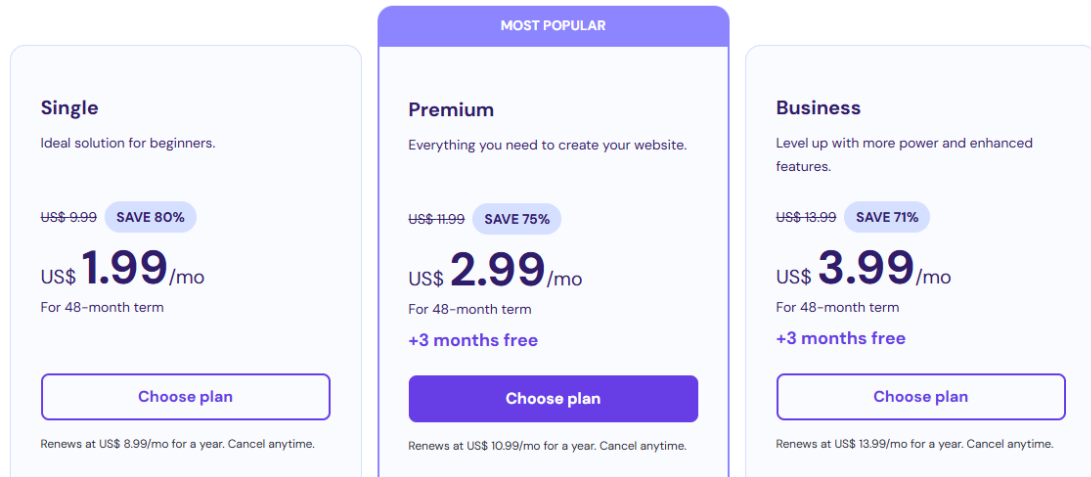 MOST POPULAR
Single
Ideal solution for beginners.
US$ 9.99 SAVE 80%
US$ 1.99/mo
For 48-month term
Choose plan
Renews at US$ 8.99/mo for a year. Cancel anytime.
Premium
Everything you need to create your website.
US$ 11.99 SAVE 75%
US$ 2.99/mo
For 48-month term
+3 months free
Choose plan
Renews at US$ 10.99/mo for a year. Cancel anytime.
Business
Level up with more power and enhanced
features.
US$ 13.99 SAVE 71%
US$ 3.99/mo
For 48-month term
+3 months free
Choose plan
Renews at US$ 13.99/mo for a year. Cancel anytime.